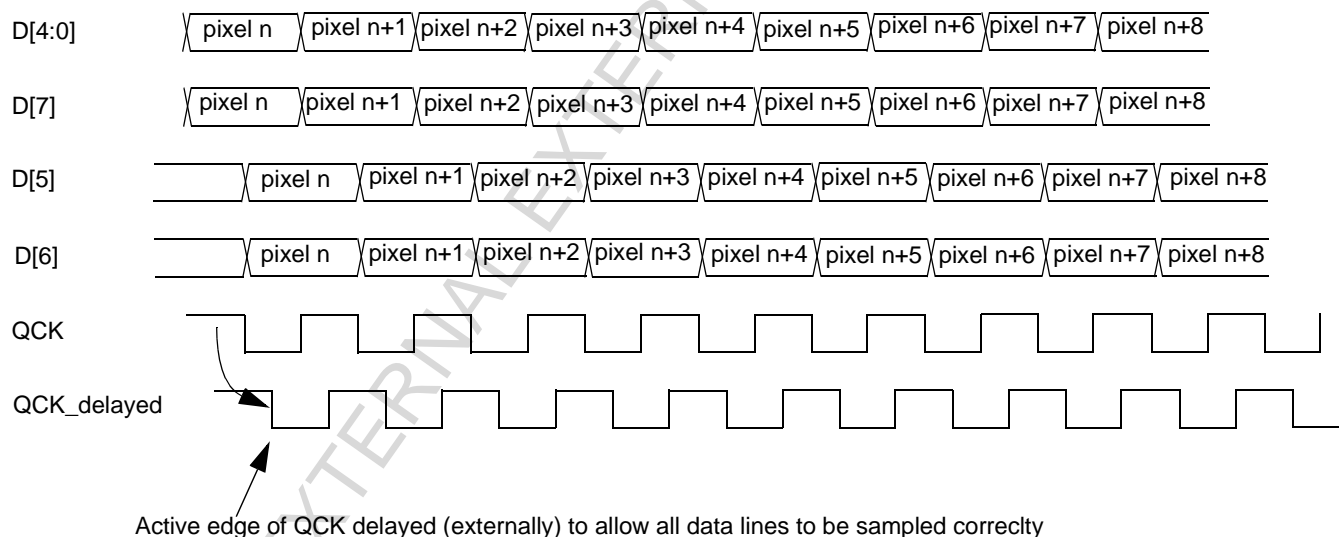 D[4:0] pixel n pixel n+1 pixel n+2 pixel n+3 pixel n+4 pixel n+5 pixel n+6 pixel n+7 pixel n+8
D[7] pixel n pixel n+1 pixel n+2 pixel n+3 pixel n+4 pixel n+5 pixel n+6 pixel n+7 pixel n+8
D[5] pixel n pixel n+1 pixel n+2 pixel n+3 pixel n+4 pixel n+5 pixel n+6 pixel n+7 pixel n+8
D[6] pixel n pixel n+1 pixel n+2 pixel n+3 pixel n+4 pixel n+5 pixel n+6 pixel n+7 pixel n+8
QCK
QCK_delayed
Active edge of QCK delayed (externally) to allow all data lines to be sampled correclty
EXTERNAL